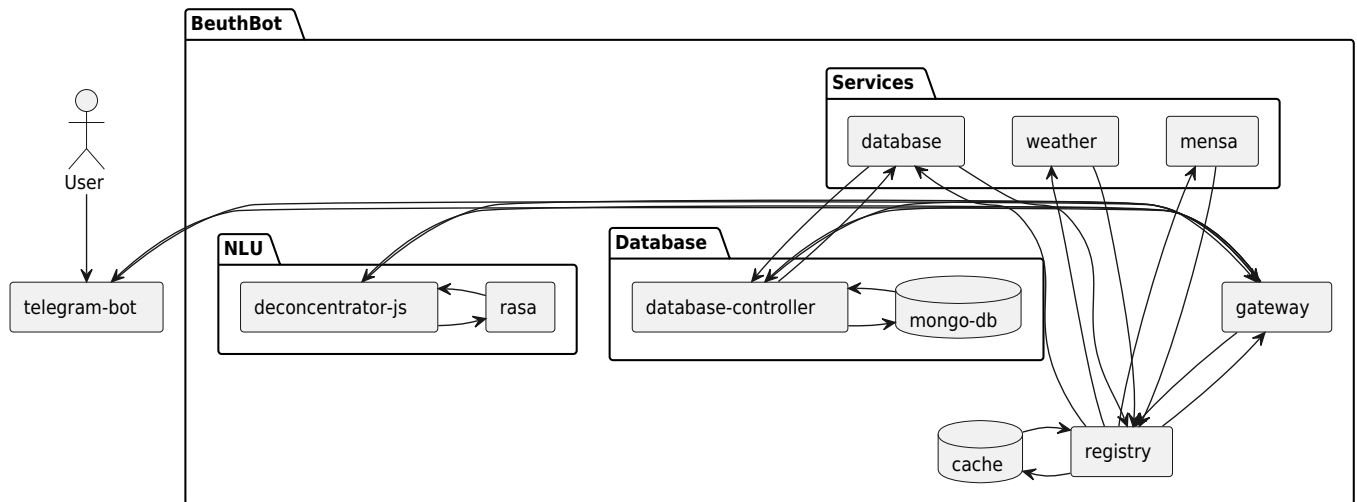 BeuthBot
Services
database
weather
mensa
User
NLU
Database
telegram-bot
deconcentrator-js
rasa
database-controller
mongo-db
gateway
cache
registry